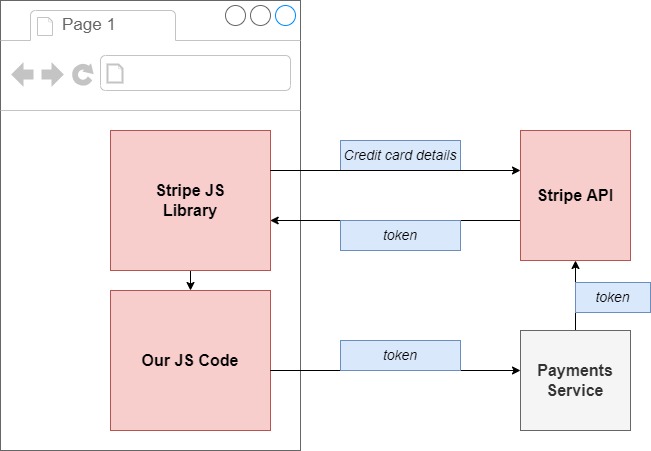 Page 1
Credit card details
Stripe JS
Library
Stripe API
token
token
Our JS Code
token
Payments
Service